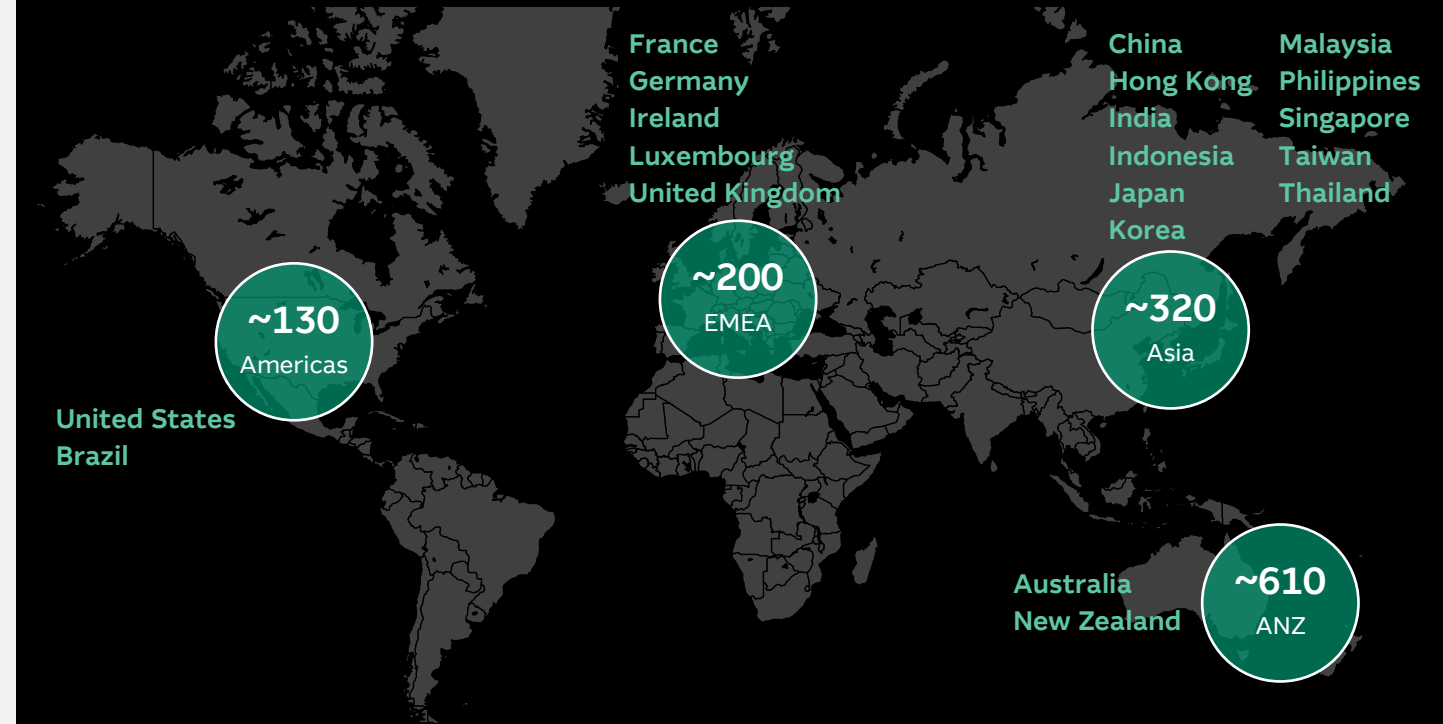 France
Germany
Ireland
Luxembourg
United Kingdom
~200
EMEA
China
Hong Kong
India
Indonesia
Japan
Korea
Malaysia
Philippines
Singapore
Taiwan
Thailand
~320
Asia
~130
Americas
United States
Brazil
Australia
New Zealand
~610
ANZ